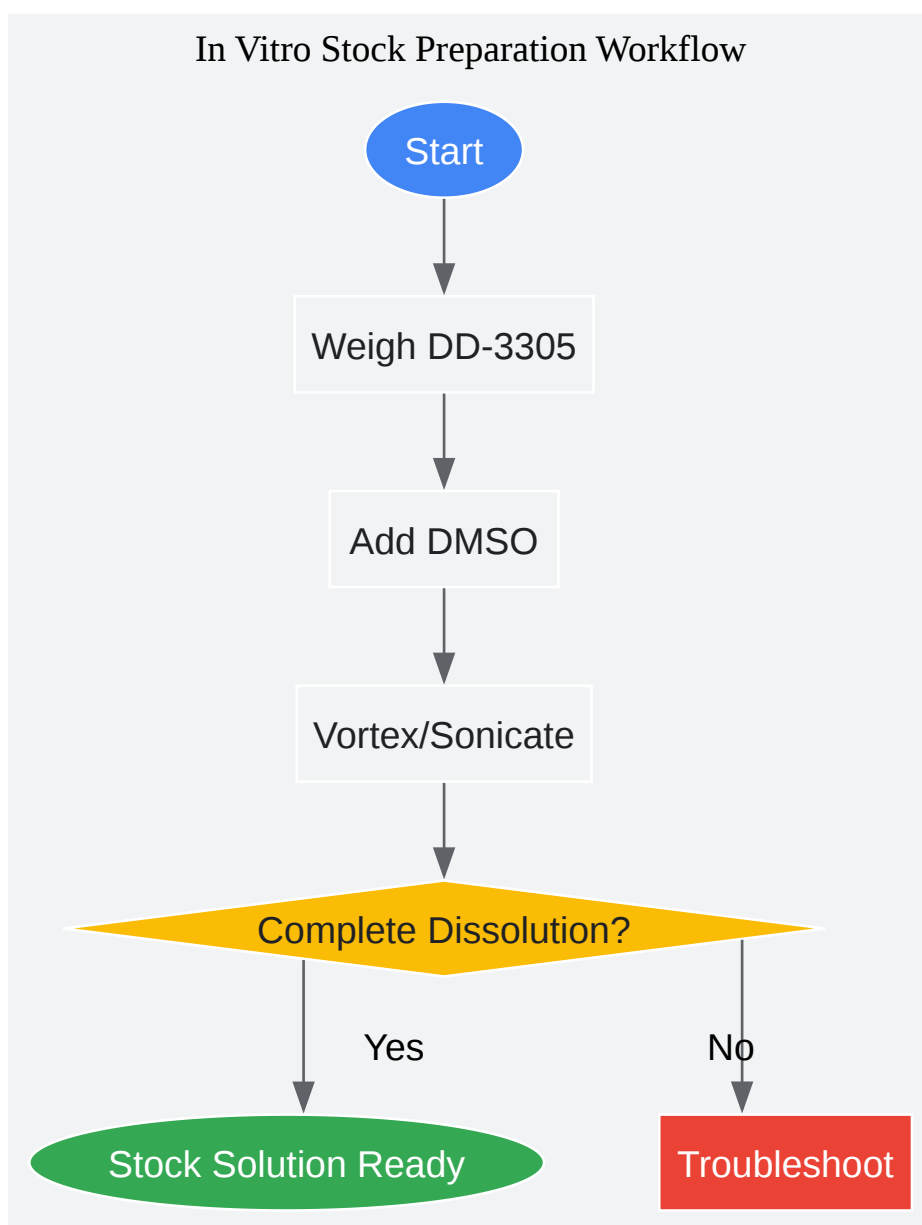 In Vitro Stock Preparation Workflow
Start
Weigh DD-3305
Add DMSO
Vortex/Sonicate
Complete Dissolution?
Yes
No
Stock Solution Ready
Troubleshoot